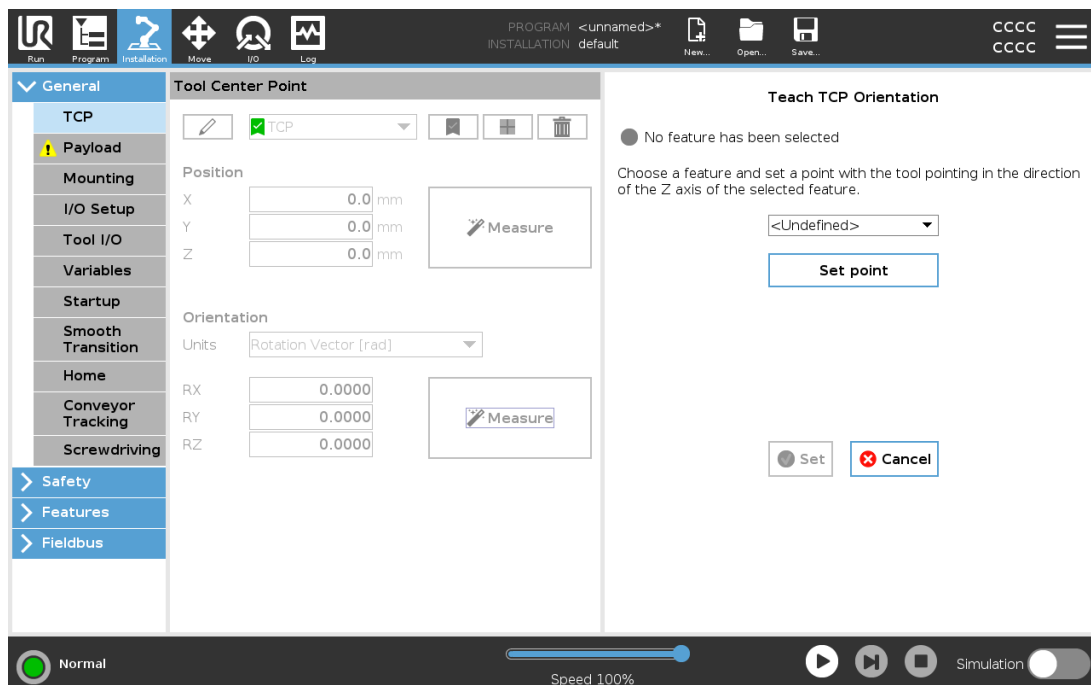 UR
Run
Program
Installation
Move
I/O
Log
PROGRAM <unnamed>*
INSTALLATION default
New...
Open...
Save...
CCCC
CCCC
General
TCP
Payload
Mounting
I/O Setup
Tool I/O
Variables
Startup
Smooth
Transition
Home
Conveyor
Tracking
Screwdriving
Safety
Features
Fieldbus
Tool Center Point
TCP
Position
X 0.0 mm
Y 0.0 mm
Z 0.0 mm
Measure
Orientation
Units Rotation Vector [rad]
RX 0.0000
RY 0.0000
RZ 0.0000
Measure
Teach TCP Orientation
No feature has been selected
Choose a feature and set a point with the tool pointing in the direction
of the Z axis of the selected feature.
<Undefined>
Set point
Set
Cancel
Normal
Speed 100%
Simulation